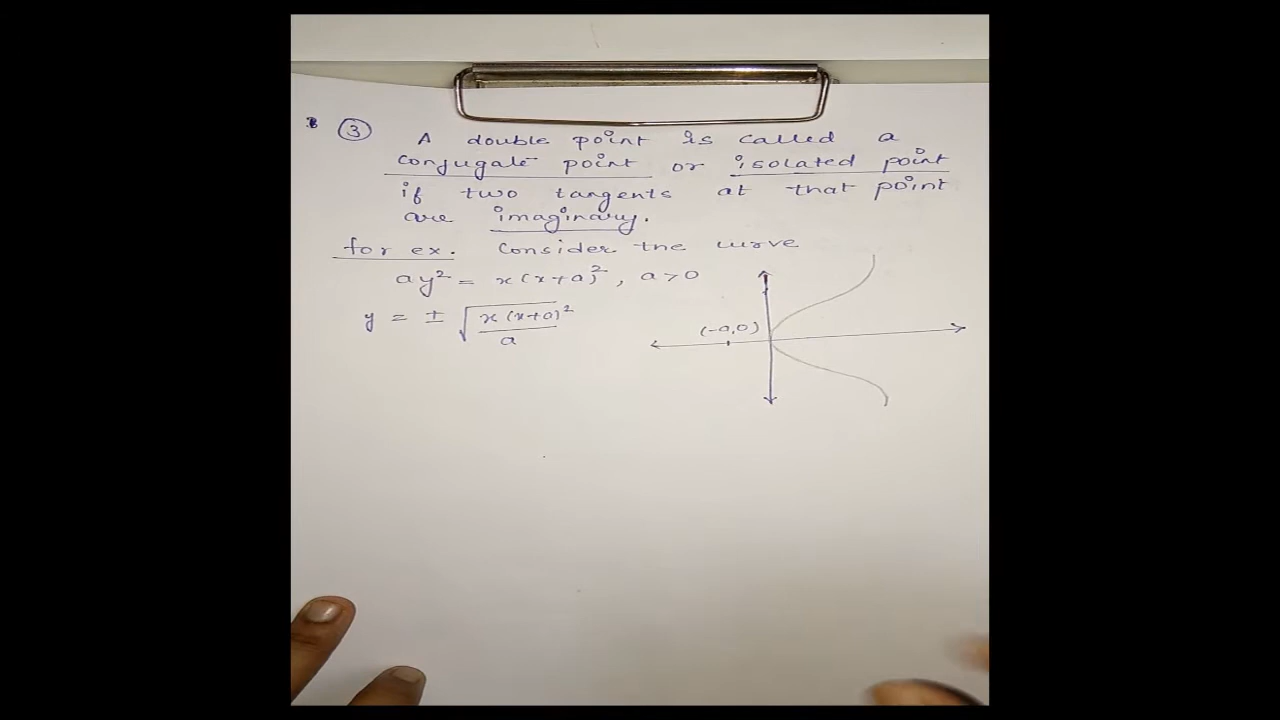 ③ A double point is called a
conjugate point or isolated point
if two tangents at that point
are imaginary.
for ex. Consider the curve
ay² = x(x+a)², a>0
y = ± √(x(x+a)²/a)
(-a,0)